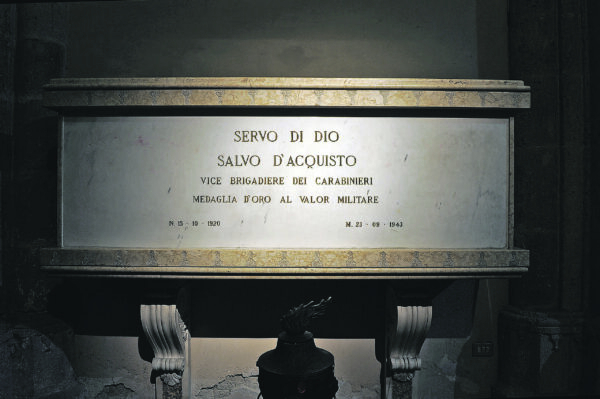 SERVO DI DIO
SALVO D'ACQUISTO
VICE BRIGADIERE DEI CARABINIERI
MEDAGLIA D'ORO AL VALOR MILITARE
N. 15 - 10 - 1920 M. 23 - 09 - 1943